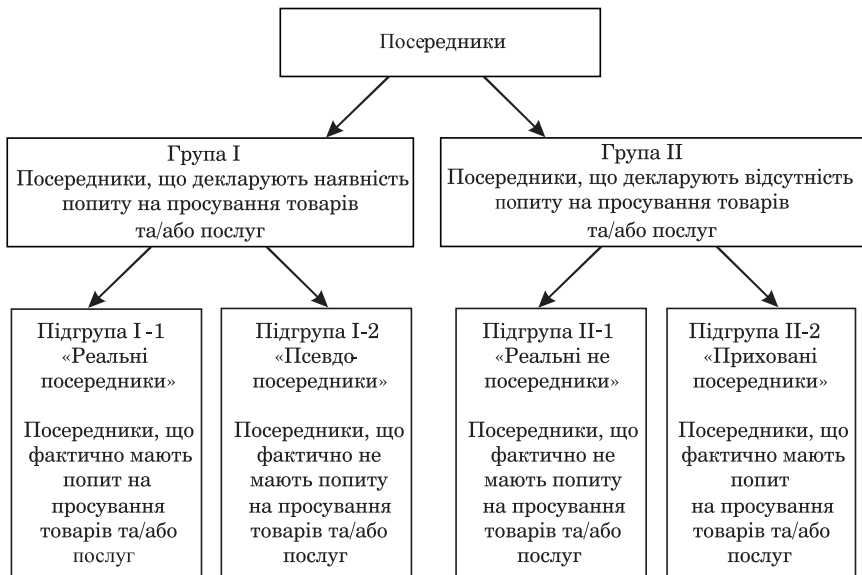 Посередники
Група I
Посередники, що декларують наявність
попиту на просування товарів
та/або послуг
Група II
Посередники, що декларують відсутність
попиту на просування товарів
та/або послуг
Підгрупа I-1
«Реальні
посередники»
Посередники, що
фактично мають
попит на
просування
товарів та/або
послуг
Підгрупа I-2
«Псевдо-
посередники»
Посередники, що
фактично не
мають попиту
на просування
товарів та/або
послуг
Підгрупа II-1
«Реальні не
посередники»
Посередники, що
фактично не
мають попиту
на просування
товарів та/або
послуг
Підгрупа II-2
«Приховані
посередники»
Посередники, що
фактично мають
попит
на просування
товарів та/або
послуг